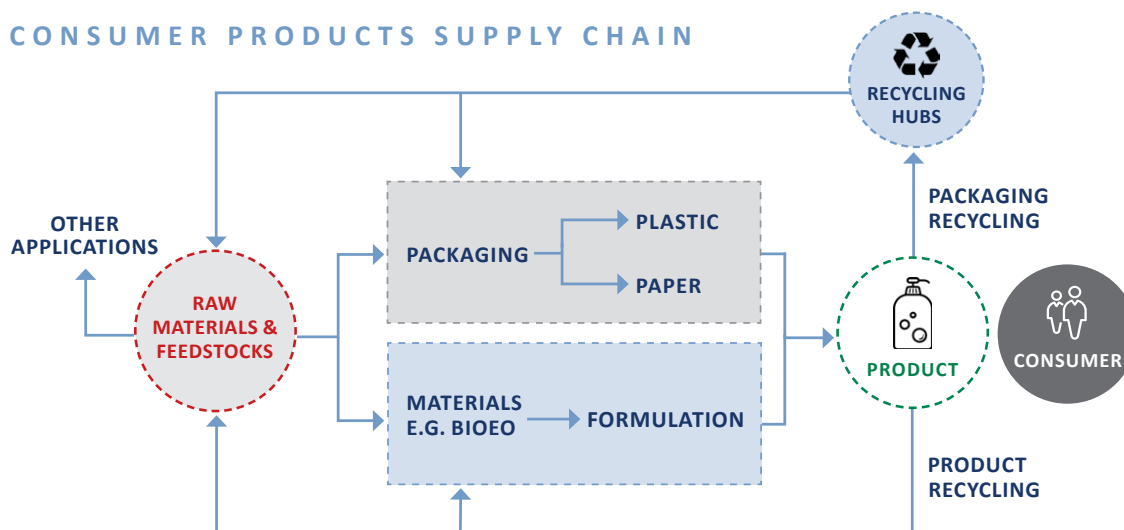 CONSUMER PRODUCTS SUPPLY CHAIN
RECYCLING
HUBS
PACKAGING
RECYCLING
OTHER
APPLICATIONS
PACKAGING
PLASTIC
PAPER
RAW
MATERIALS &
FEEDSTOCKS
PRODUCT
CONSUMER
MATERIALS
E.G. BIOEO
FORMULATION
PRODUCT
RECYCLING